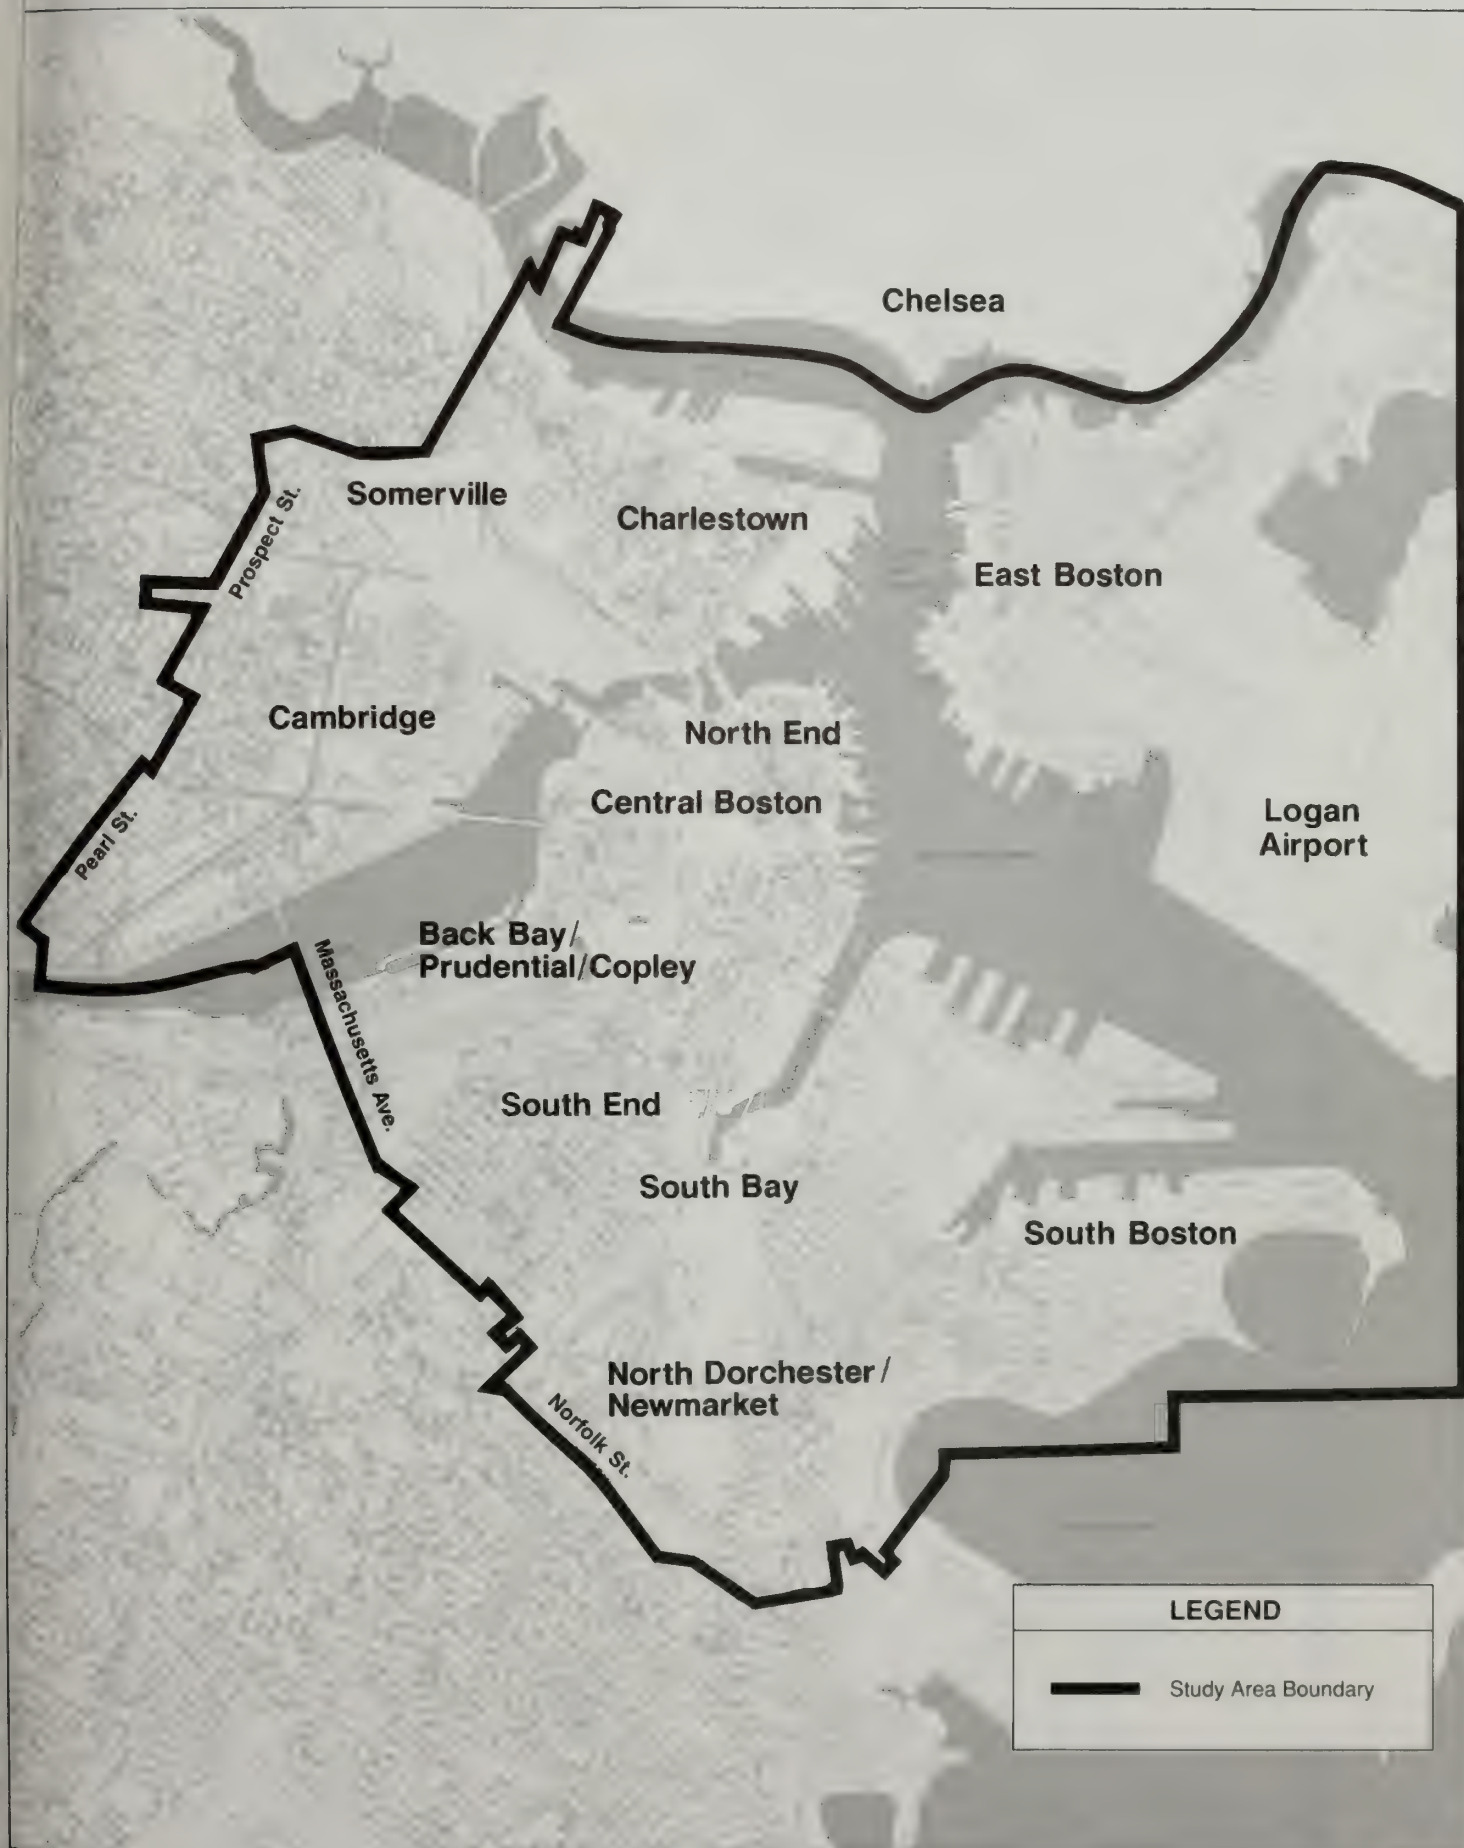 Chelsea
Somerville
Charlestown
Prospect St.
East Boston
Cambridge
North End
Central Boston
Logan
Airport
Pearl St.
Back Bay/
Prudential/Copley
Massachusetts Ave.
South End
South Bay
South Boston
North Dorchester/
Newmarket
Norfolk St.
LEGEND
Study Area Boundary